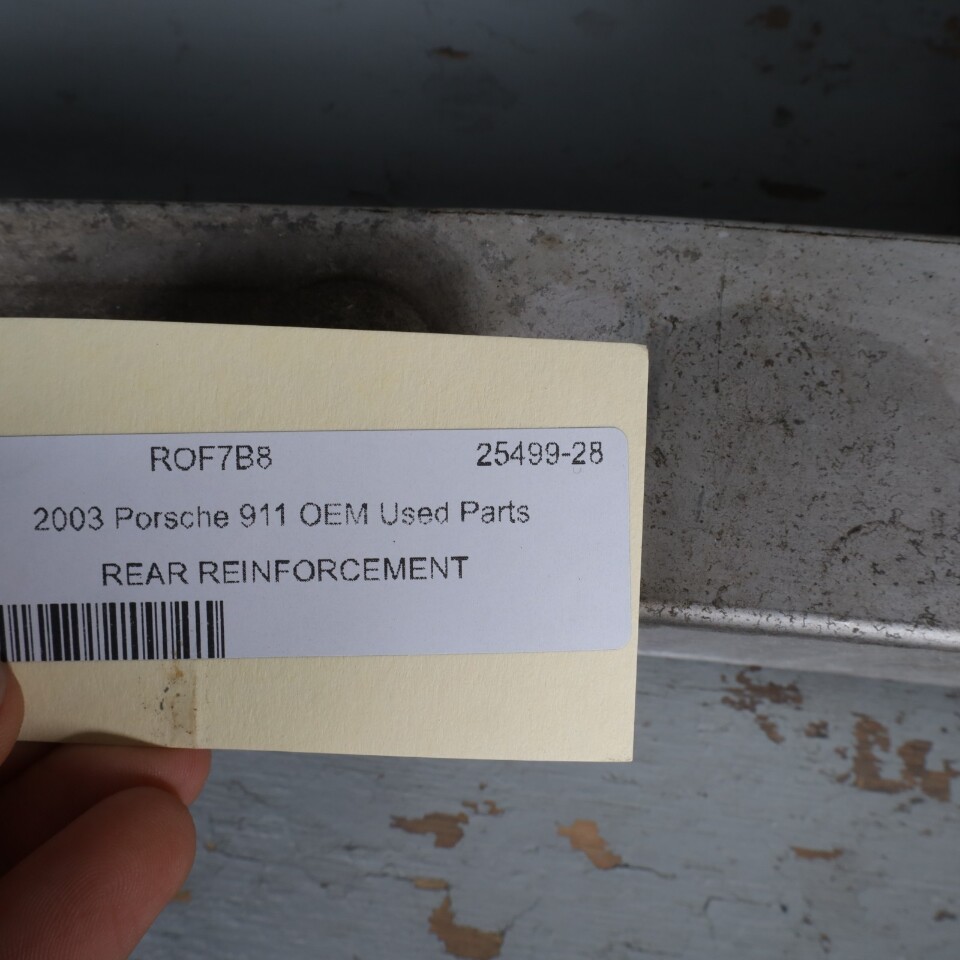 ROF7B8 25499-28
2003 Porsche 911 OEM Used Parts
REAR REINFORCEMENT